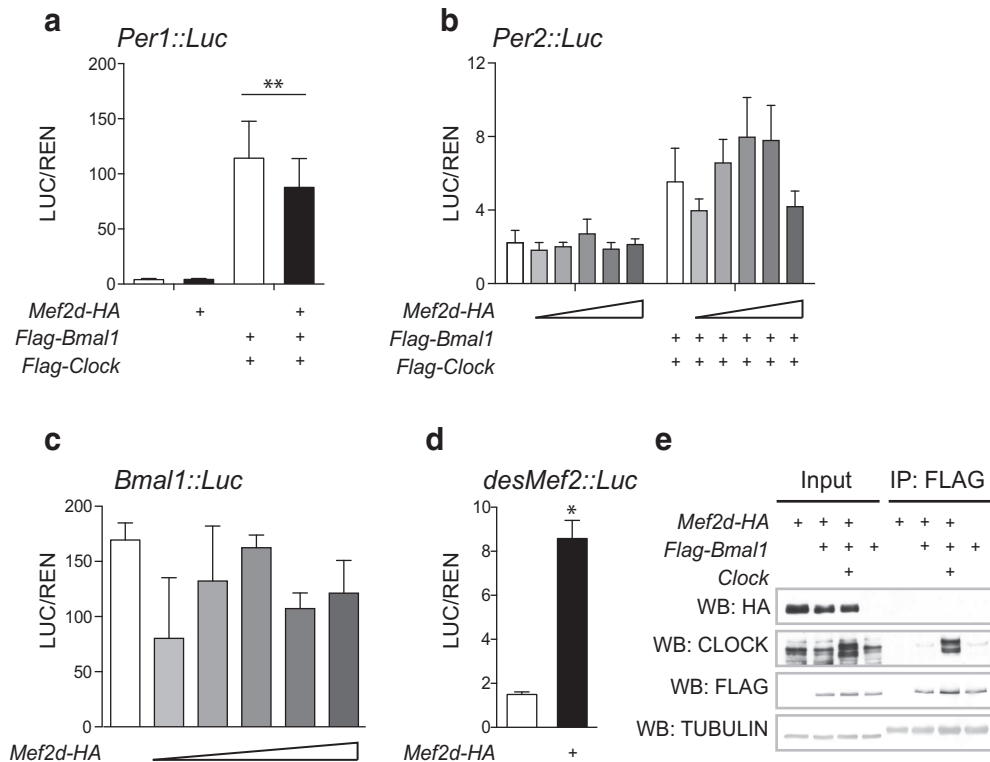 a
Per1::Luc
200
150
100
50
0
LUC/REN
**
Mef2d-HA + +
Flag-Bmal1 + +
Flag-Clock + +
b
Per2::Luc
12
8
4
0
LUC/REN
Mef2d-HA
Flag-Bmal1 + + + + + +
Flag-Clock + + + + + +
c
Bmal1::Luc
200
150
100
50
0
LUC/REN
Mef2d-HA
d
desMef2::Luc
10
8
6
4
2
0
LUC/REN
*
Mef2d-HA +
e
Input IP: FLAG
Mef2d-HA + + + + + +
Flag-Bmal1 + + + + + +
Clock + +
WB: HA
WB: CLOCK
WB: FLAG
WB: TUBULIN